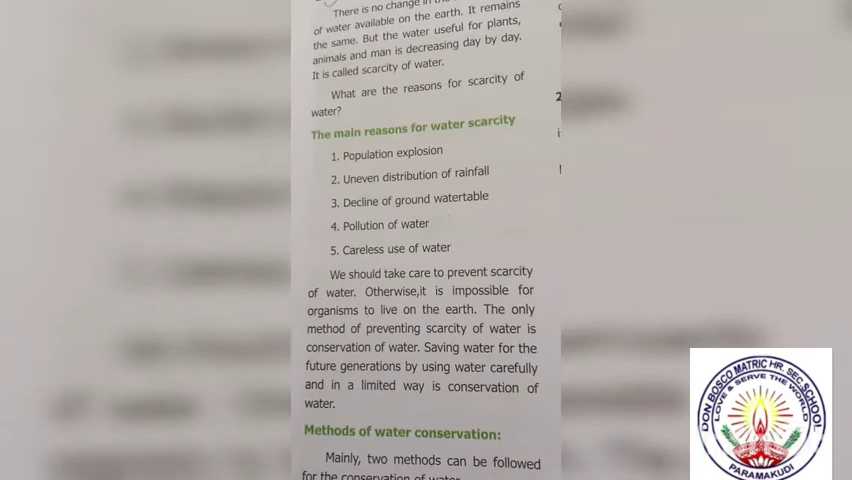 There is no change in the
of water available on the earth. It remains
the same. But the water useful for plants,
animals and man is decreasing day by day.
It is called scarcity of water.
What are the reasons for scarcity of
water?
The main reasons for water scarcity
1. Population explosion
2. Uneven distribution of rainfall
3. Decline of ground watertable
4. Pollution of water
5. Careless use of water
We should take care to prevent scarcity
of water. Otherwise,it is impossible for
organisms to live on the earth. The only
method of preventing scarcity of water is
conservation of water. Saving water for the
future generations by using water carefully
and in a limited way is conservation of
water.
Methods of water conservation:
Mainly, two methods can be followed
for the conservation of water
2
DON BOSCO MATRIC HR. SEC. SCHOOL
LOVE & SERVE THE WORLD
PARAMAKUDI